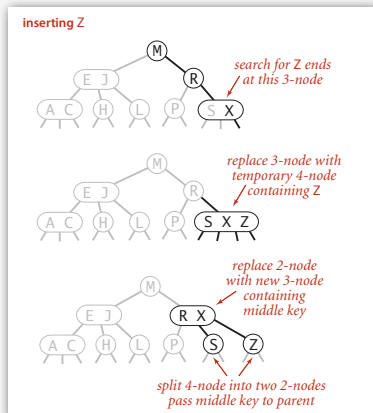 inserting Z
M
E J
R
search for Z ends
at this 3-node
A C
H
L
P
S X
replace 3-node with
temporary 4-node
containing Z
M
E J
R
A C
H
L
P
S X Z
replace 2-node
with new 3-node
containing
middle key
M
E J
R X
A C
H
L
P
S
Z
split 4-node into two 2-nodes
pass middle key to parent